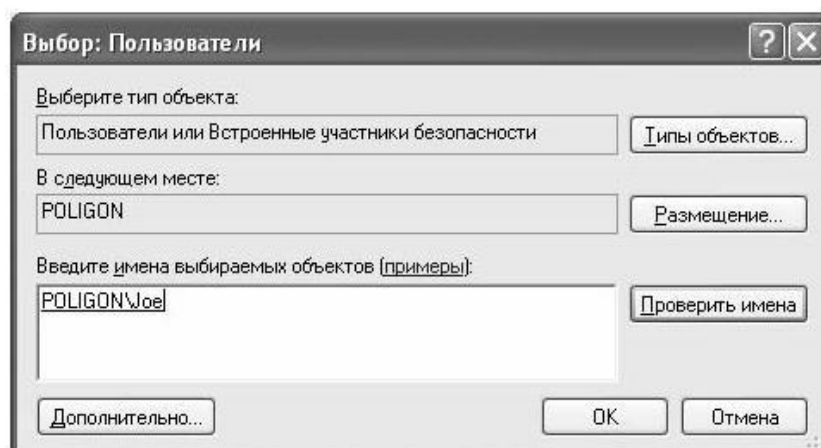 Выбор: Пользователи
Выберите тип объекта:
Пользователи или Встроенные участники безопасности
Типы объектов...
В следующем месте:
POLIGON
Размещение...
Введите имена выбираемых объектов (примеры):
POLIGON\Joe
Проверить имена
Дополнительно...
OK
Отмена